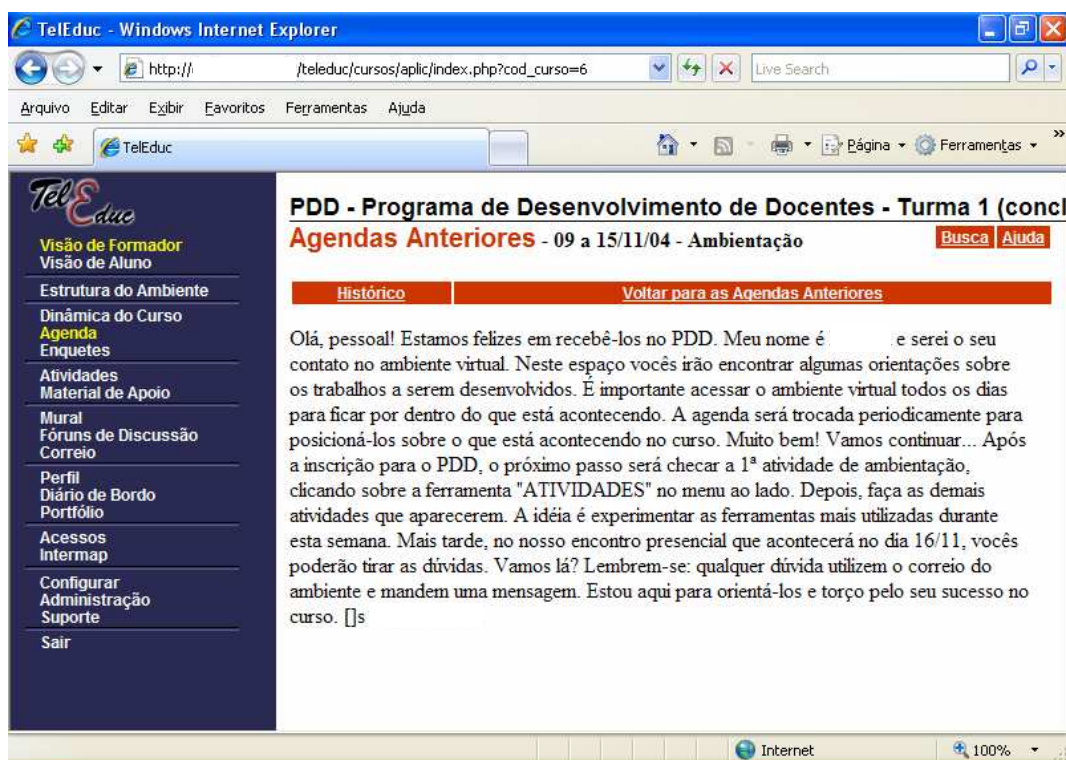 TelEduc - Windows Internet Explorer
http:// /teleduc/cursos/aplic/index.php?cod_curso=6
Live Search
Arquivo Editar Exibir Favoritos Ferramentas Ajuda
TelEduc
Página Ferramentas »
TelEduc
Visão de Formador
Visão de Aluno
Estrutura do Ambiente
Dinâmica do Curso
Agenda
Enquetes
Atividades
Material de Apoio
Mural
Fóruns de Discussão
Correio
Perfil
Diário de Bordo
Portfólio
Acessos
Intermap
Configurar
Administração
Suporte
Sair
PDD - Programa de Desenvolvimento de Docentes - Turma 1 (concl
Agendas Anteriores - 09 a 15/11/04 - Ambientação
Busca Ajuda
Histórico
Voltar para as Agendas Anteriores
Olá, pessoal! Estamos felizes em recebê-los no PDD. Meu nome é e serei o seu
contato no ambiente virtual. Neste espaço vocês irão encontrar algumas orientações sobre
os trabalhos a serem desenvolvidos. É importante acessar o ambiente virtual todos os dias
para ficar por dentro do que está acontecendo. A agenda será trocada periodicamente para
posicioná-los sobre o que está acontecendo no curso. Muito bem! Vamos continuar... Após
a inscrição para o PDD, o próximo passo será checar a 1ª atividade de ambientação,
clicando sobre a ferramenta "ATIVIDADES" no menu ao lado. Depois, faça as demais
atividades que aparecerem. A idéia é experimentar as ferramentas mais utilizadas durante
esta semana. Mais tarde, no nosso encontro presencial que acontecerá no dia 16/11, vocês
poderão tirar as dúvidas. Vamos lá? Lembrem-se: qualquer dúvida utilizem o correio do
ambiente e mandem uma mensagem. Estou aqui para orientá-los e torço pelo seu sucesso no
curso. []s
Internet
100%